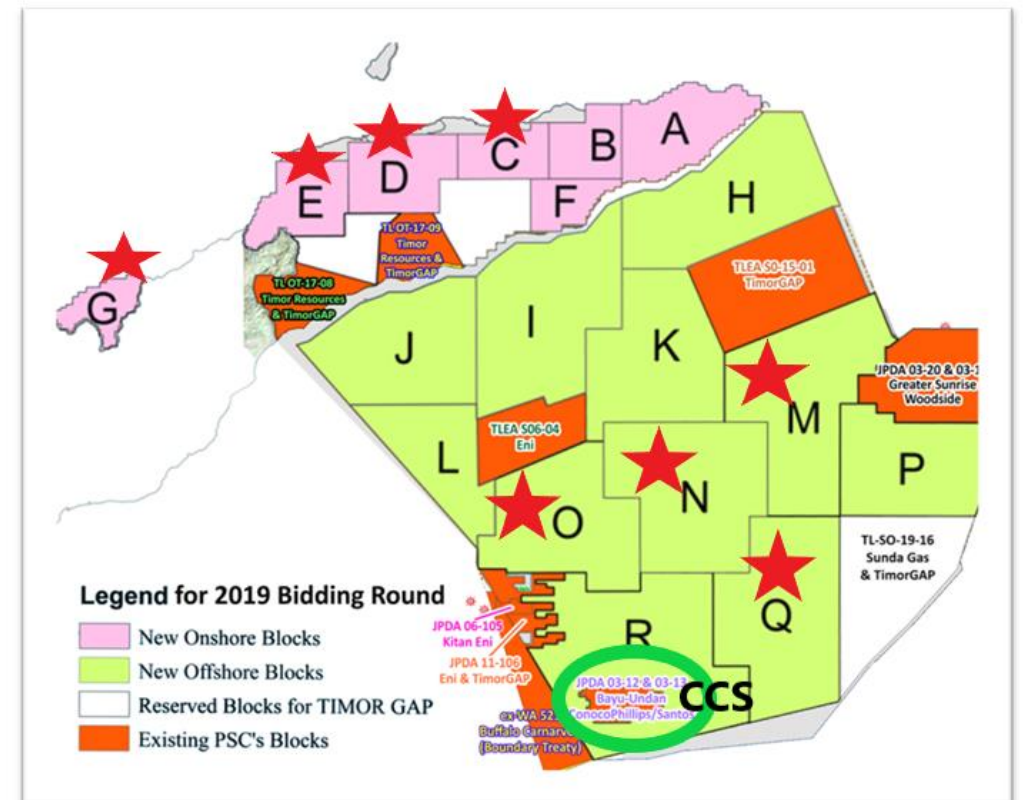 A
B
C
D
E
F
G
H
I
J
K
L
M
N
O
P
Q
R
TL OT-17-09
Timor
Resources &
TimorGAP
TL OT-17-08
Timor Resources
& TimorGAP
TLEA S0-15-01
TimorGAP
JPDA 03-20 & 03-1
Greater Sunrise
Woodside
TLEA S06-04
Eni
TL-SO-19-16
Sunda Gas
& TimorGAP
JPDA 06-105
Kitan Eni
JPDA 11-106
Eni & TimorGAP
JPDA 03-12 & 03-13
Bayu-Undan
ConocoPhillips/Santos
CCS
ex-WA 52
Buffalo Carnarv
(Boundary Treaty)
Legend for 2019 Bidding Round
New Onshore Blocks
New Offshore Blocks
Reserved Blocks for TIMOR GAP
Existing PSC's Blocks